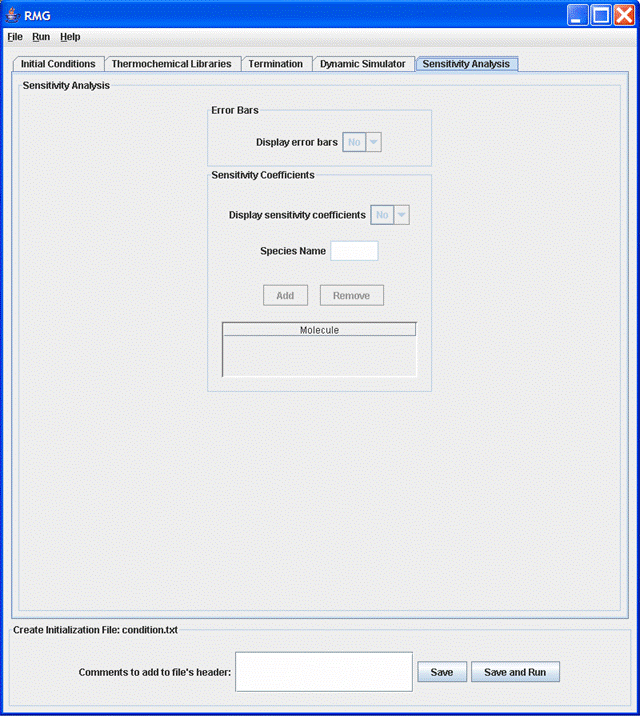 RMG
File Run Help
Initial Conditions Thermochemical Libraries Termination Dynamic Simulator Sensitivity Analysis
Sensitivity Analysis
Error Bars
Display error bars No
Sensitivity Coefficients
Display sensitivity coefficients No
Species Name
Add Remove
Molecule
Create Initialization File: condition.txt
Comments to add to file's header: Save Save and Run